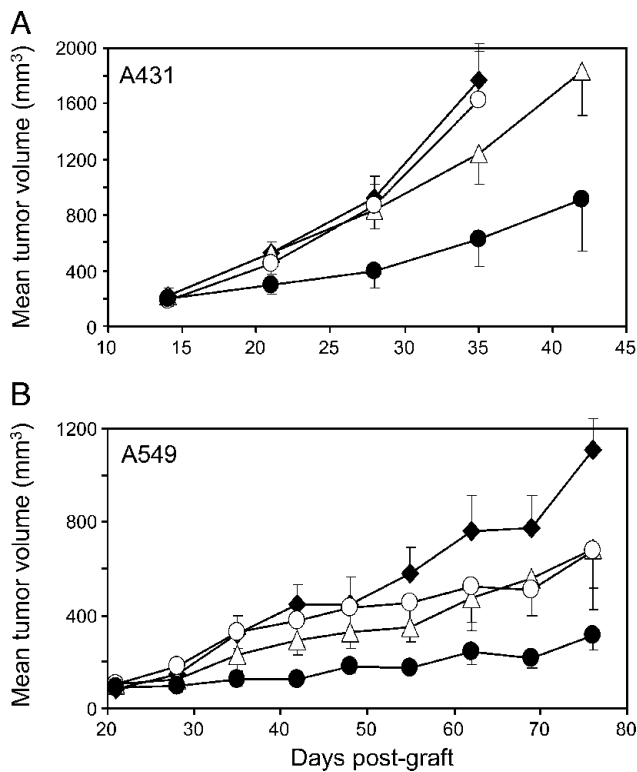 A
Mean tumor volume (mm³)
2000
1600
1200
800
400
0
A431
10 15 20 25 30 35 40 45
B
Mean tumor volume (mm³)
1200
800
400
0
A549
20 30 40 50 60 70 80
Days post-graft